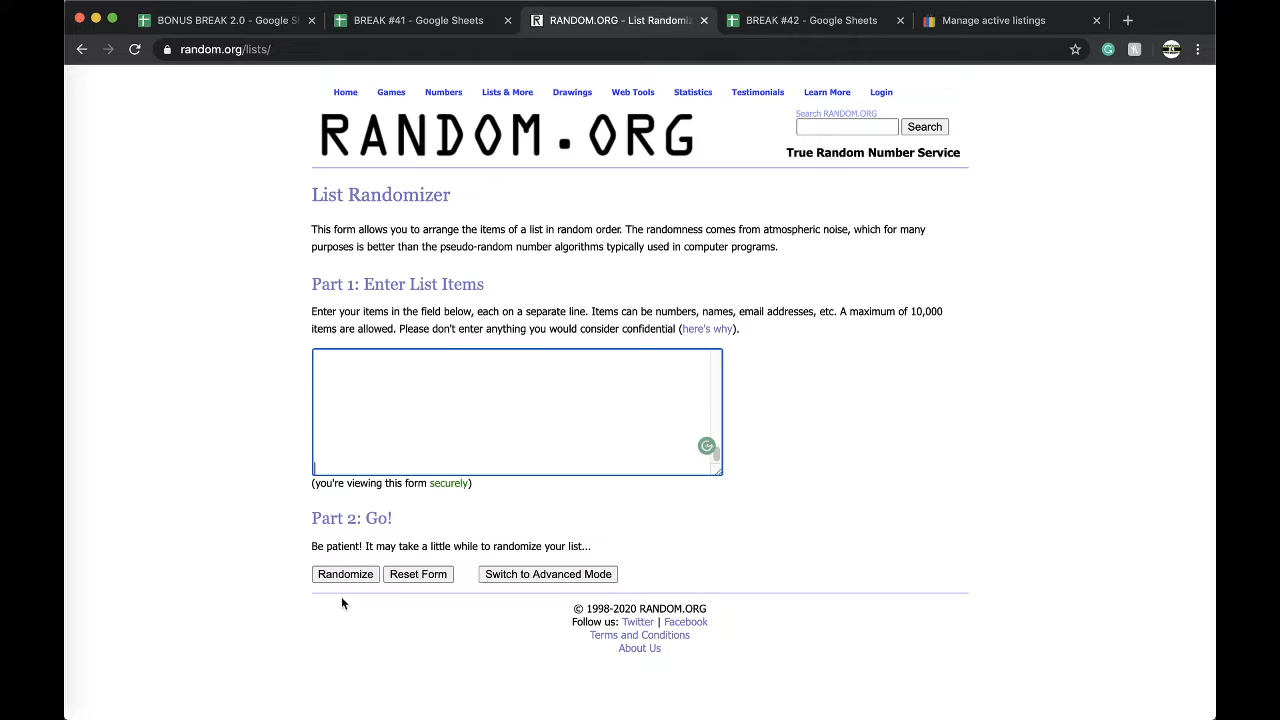 BONUS BREAK 2.0 - Google S
BREAK #41 - Google Sheets
RANDOM.ORG - List Randomiz
BREAK #42 - Google Sheets
Manage active listings
random.org/lists/
Home Games Numbers Lists & More Drawings Web Tools Statistics Testimonials Learn More Login
RANDOM.ORG
Search RANDOM.ORG
Search
True Random Number Service
List Randomizer
This form allows you to arrange the items of a list in random order. The randomness comes from atmospheric noise, which for many
purposes is better than the pseudo-random number algorithms typically used in computer programs.
Part 1: Enter List Items
Enter your items in the field below, each on a separate line. Items can be numbers, names, email addresses, etc. A maximum of 10,000
items are allowed. Please don't enter anything you would consider confidential (here's why).
(you're viewing this form securely)
Part 2: Go!
Be patient! It may take a little while to randomize your list...
Randomize Reset Form Switch to Advanced Mode
© 1998-2020 RANDOM.ORG
Follow us: Twitter | Facebook
Terms and Conditions
About Us